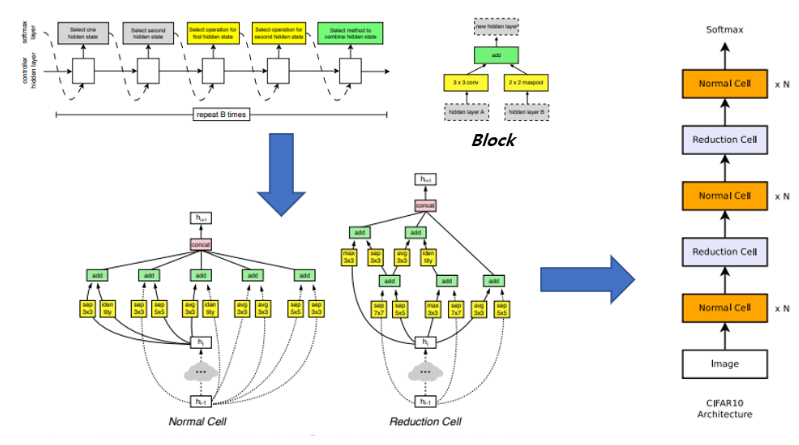 softmax
layer
controller
hidden layer
Select one
hidden state
Select second
hidden state
Select operation for
first hidden state
Select operation for
second hidden state
Select method to
combine hidden state
repeat B times
new hidden layer
add
3 x 3 conv
2 x 2 maxpool
hidden layer A
hidden layer B
Block
hi+1
concat
add
add
add
add
add
sep
3x3
iden
tity
sep
3x3
sep
5x5
avg
3x3
iden
tity
avg
3x3
avg
3x3
sep
5x5
sep
3x3
hi
...
hi-1
Normal Cell
hi+1
concat
add
add
max
3x3
sep
3x3
avg
3x3
iden
tity
add
add
add
sep
7x7
sep
5x5
max
3x3
sep
7x7
avg
3x3
sep
5x5
hi
...
hi-1
Reduction Cell
Softmax
Normal Cell
x N
Reduction Cell
Normal Cell
x N
Reduction Cell
Normal Cell
x N
Image
CIFAR10
Architecture